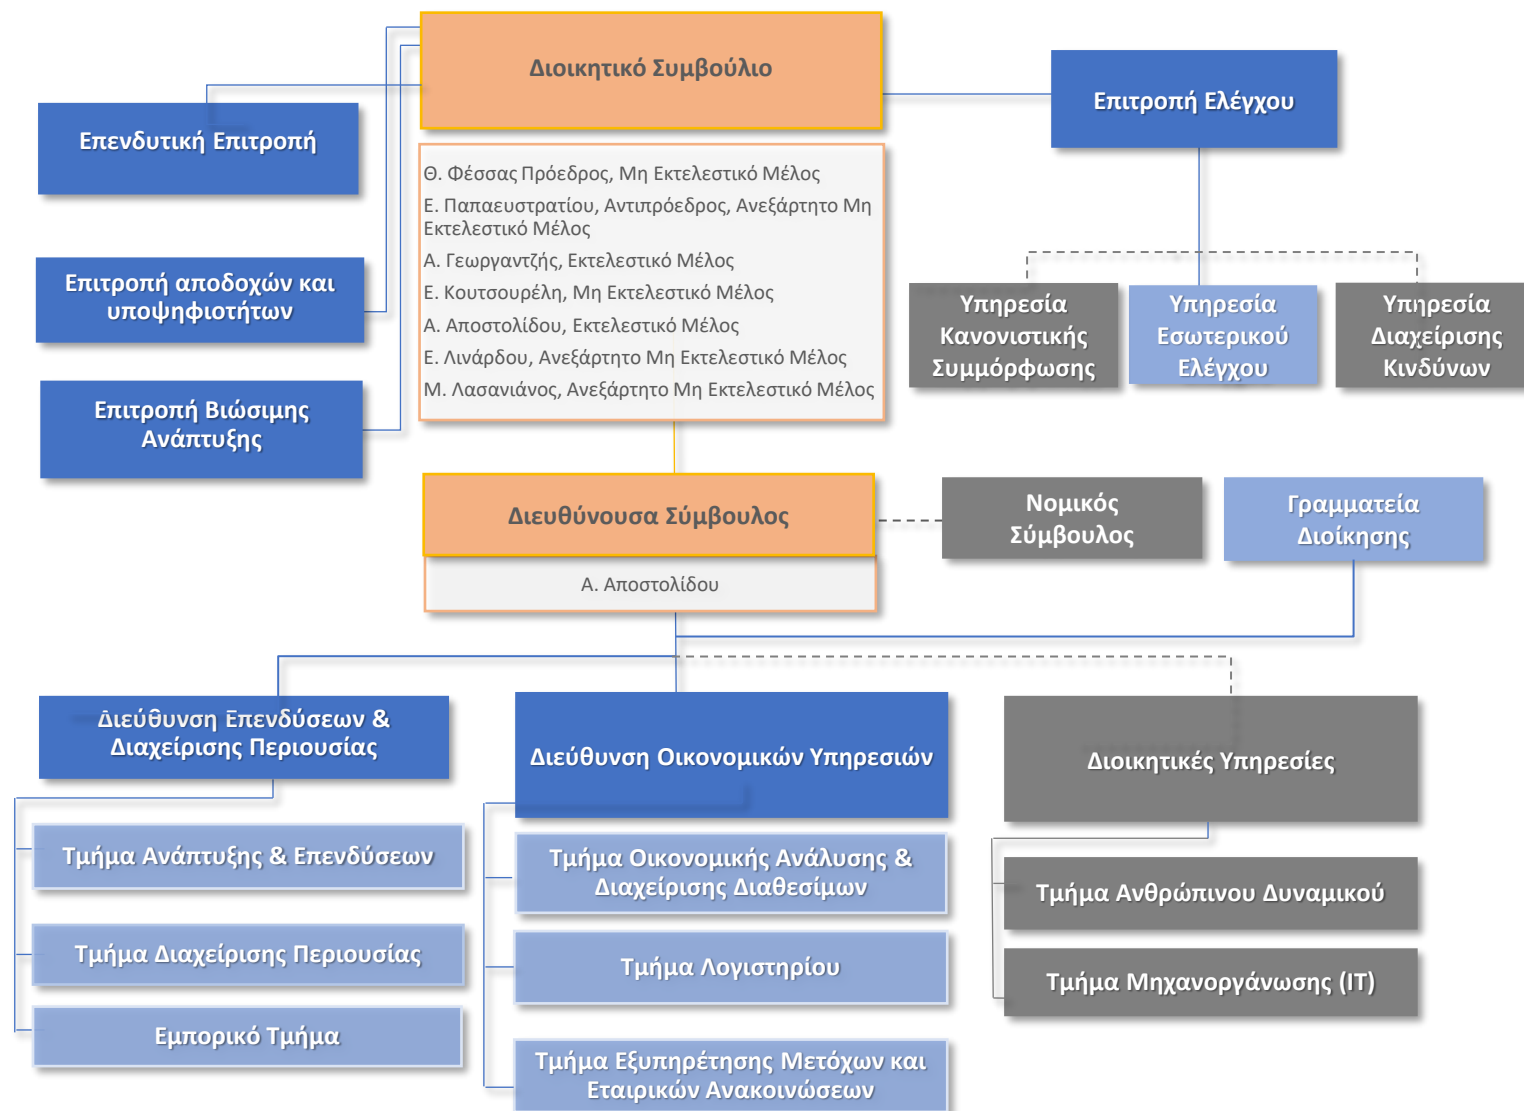 Διοικητικό Συμβούλιο
Επιτροπή Ελέγχου
Επενδυτική Επιτροπή
Θ. Φέσσας Πρόεδρος, Μη Εκτελεστικό Μέλος
Ε. Παπαευστρατίου, Αντιπρόεδρος, Ανεξάρτητο Μη
Εκτελεστικό Μέλος
Α. Γεωργαντζής, Εκτελεστικό Μέλος
Ε. Κουτσουρέλη, Μη Εκτελεστικό Μέλος
Α. Αποστολίδου, Εκτελεστικό Μέλος
Ε. Λινάρδου, Ανεξάρτητο Μη Εκτελεστικό Μέλος
Μ. Λασανιάνος, Ανεξάρτητο Μη Εκτελεστικό Μέλος
Επιτροπή αποδοχών και
υποψηφιοτήτων
Επιτροπή Βιώσιμης
Ανάπτυξης
Υπηρεσία
Κανονιστικής
Συμμόρφωσης
Υπηρεσία
Εσωτερικού
Ελέγχου
Υπηρεσία
Διαχείρισης
Κινδύνων
Διευθύνουσα Σύμβουλος
Α. Αποστολίδου
Νομικός
Σύμβουλος
Γραμματεία
Διοίκησης
Διεύθυνση Επενδύσεων &
Διαχείρισης Περιουσίας
Διεύθυνση Οικονομικών Υπηρεσιών
Διοικητικές Υπηρεσίες
Τμήμα Ανάπτυξης & Επενδύσεων
Τμήμα Διαχείρισης Περιουσίας
Εμπορικό Τμήμα
Τμήμα Οικονομικής Ανάλυσης &
Διαχείρισης Διαθεσίμων
Τμήμα Λογιστηρίου
Τμήμα Εξυπηρέτησης Μετόχων και
Εταιρικών Ανακοινώσεων
Τμήμα Ανθρώπινου Δυναμικού
Τμήμα Μηχανοργάνωσης (IT)